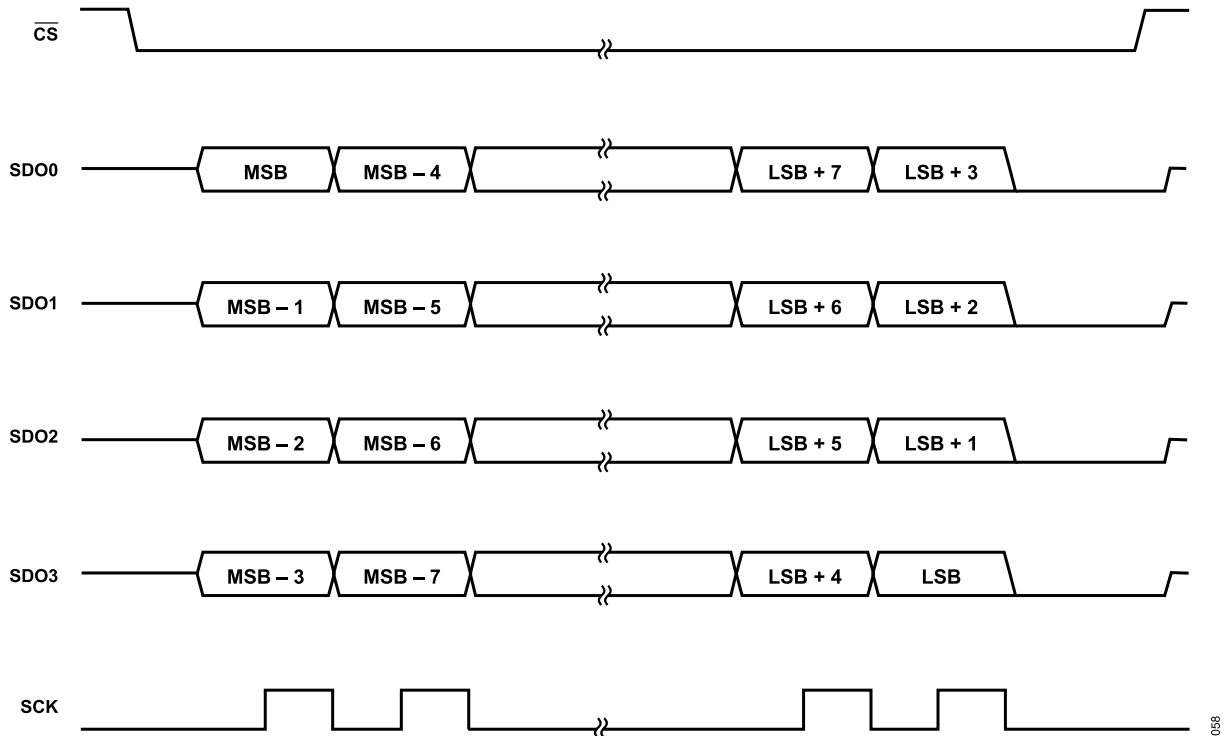 CS
SDO0 MSB MSB – 4 LSB + 7 LSB + 3
SDO1 MSB – 1 MSB – 5 LSB + 6 LSB + 2
SDO2 MSB – 2 MSB – 6 LSB + 5 LSB + 1
SDO3 MSB – 3 MSB – 7 LSB + 4 LSB
SCK
058